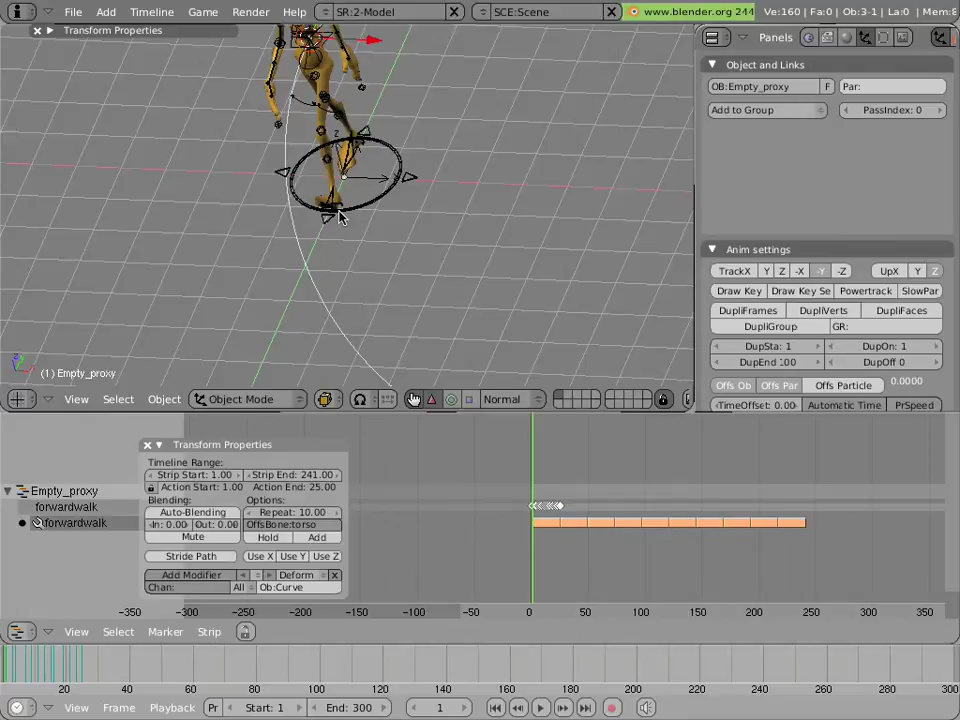 File Add Timeline Game Render Help SR:2-Model SCE:Scene www.blender.org 244 Ve:160 | Fa:0 | Ob:3-1 | La:0 | Mem:8
Transform Properties
Panels
Object and Links
OB:Empty_proxy F Par:
Add to Group PassIndex: 0
Anim settings
TrackX Y Z -X -Y -Z UpX Y Z
Draw Key Draw Key Se Powertrack SlowPar
DupliFrames DupliVerts DupliFaces
DupliGroup GR:
DupSta: 1 DupOn: 1
DupEnd 100 DupOff 0
Offs Ob Offs Par Offs Particle 0.0000
TimeOffset: 0.00 Automatic Time PrSpeed
z
(1) Empty_proxy
View Select Object Object Mode Normal
Transform Properties
Timeline Range:
Strip Start: 1.00 Strip End: 241.00
Action Start: 1.00 Action End: 25.00
Blending: Options:
Auto-Blending Repeat: 10.00
In: 0.00 Out: 0.00 OffsBone:torso
Mute Hold Add
Stride Path Use X Use Y Use Z
Add Modifier Deform
Chan: All Ob:Curve
Empty_proxy
forwardwalk
forwardwalk
-350 -300 -250 -200 -150 -100 -50 0 50 100 150 200 250 300 350
View Select Marker Strip
20 40 60 80 100 120 140 160 180 200 220 240 260 280 300
View Frame Playback Pr Start: 1 End: 300 1